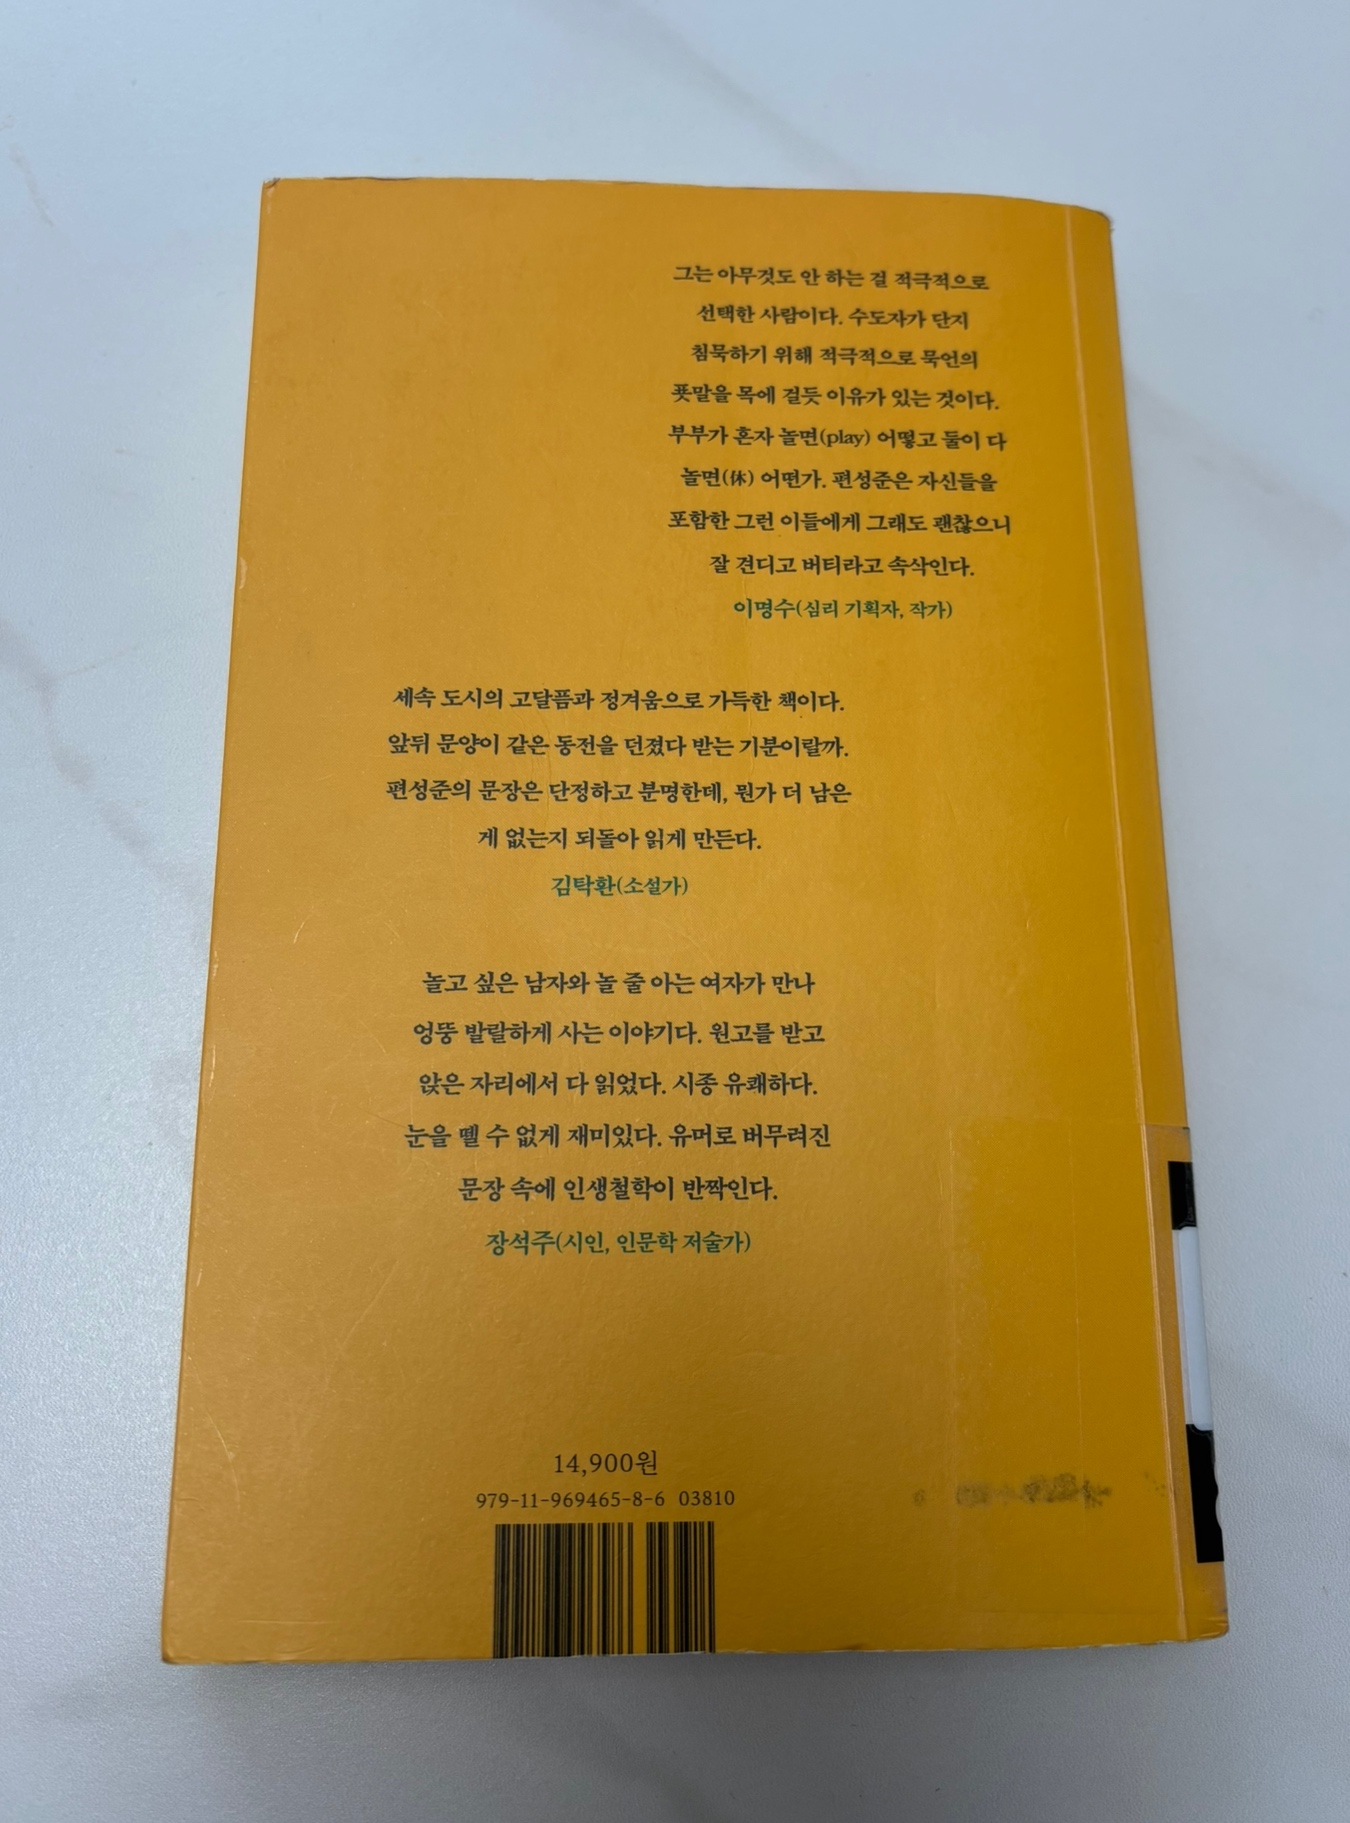 그는 아무것도 안 하는 걸 적극적으로
선택한 사람이다. 수도자가 단지
침묵하기 위해 적극적으로 묵언의
푯말을 목에 걸듯 이유가 있는 것이다.
부부가 혼자 놀면(play) 어떻고 둘이 다
놀면(休) 어떤가. 편성준은 자신들을
포함한 그런 이들에게 그래도 괜찮으니
잘 견디고 버티라고 속삭인다.
이명수(심리 기획자, 작가)
세속 도시의 고달픔과 정겨움으로 가득한 책이다.
앞뒤 문양이 같은 동전을 던졌다 받는 기분이랄까.
편성준의 문장은 단정하고 분명한데, 뭔가 더 남은
게 없는지 되돌아 읽게 만든다.
김탁환(소설가)
놀고 싶은 남자와 놀 줄 아는 여자가 만나
엉뚱 발랄하게 사는 이야기다. 원고를 받고
앉은 자리에서 다 읽었다. 시종 유쾌하다.
눈을 뗄 수 없게 재미있다. 유머로 버무려진
문장 속에 인생철학이 반짝인다.
장석주(시인, 인문학 저술가)
14,900원
979-11-969465-8-6 03810